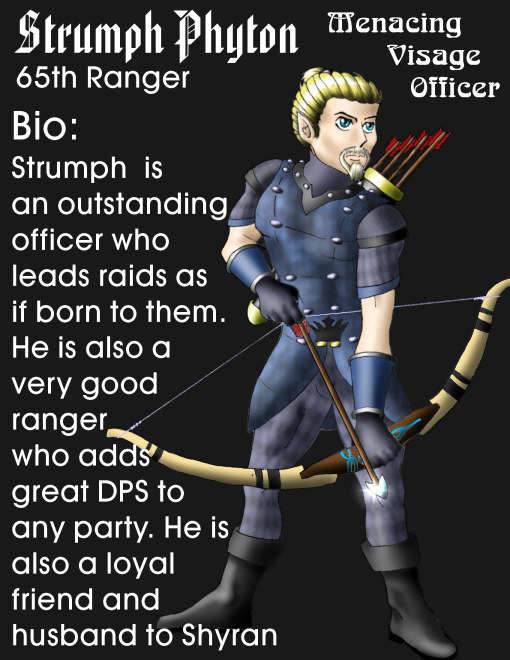 Strumph Phyton
65th Ranger
Menacing
Visage
Officer
Bio:
Strumph is
an outstanding
officer who
leads raids as
if born to them.
He is also a
very good
ranger
who adds
great DPS to
any party. He is
also a loyal
friend and
husband to Shyran